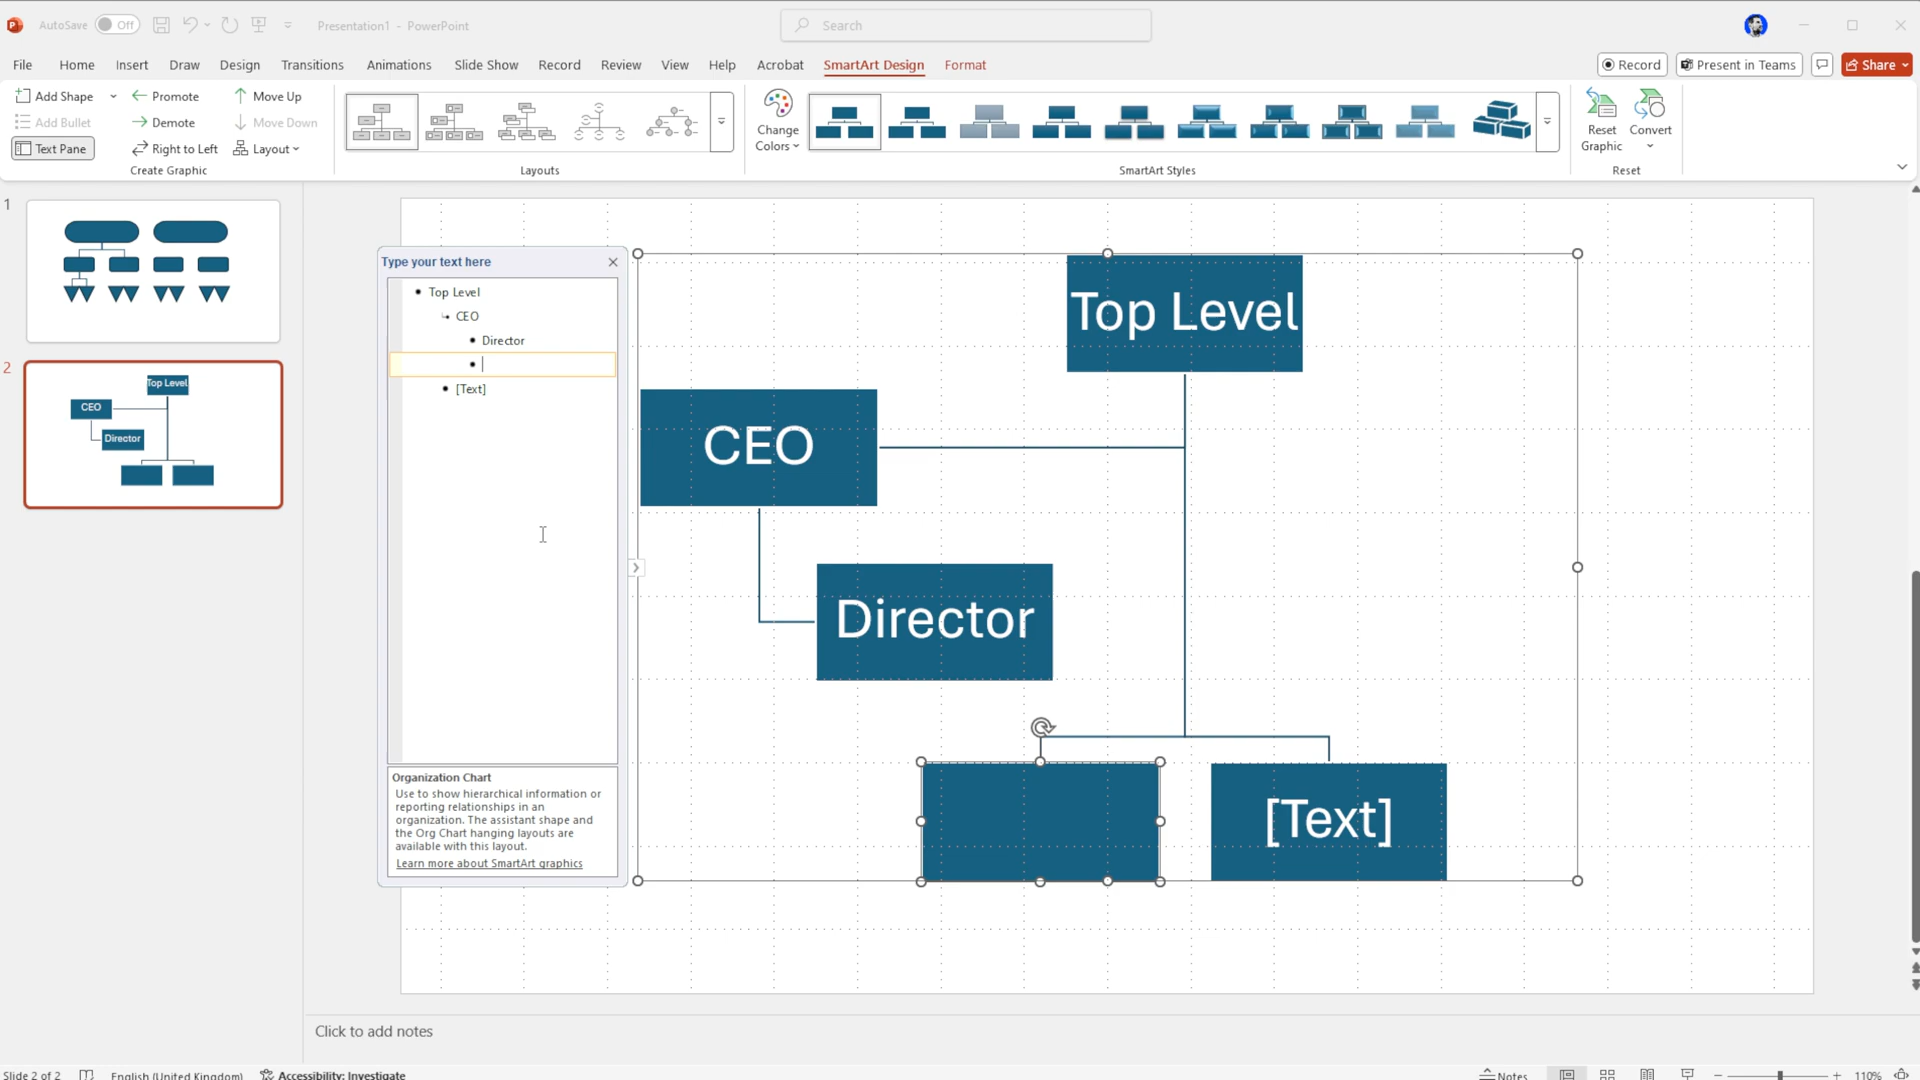 AutoSave Off Presentation1 - PowerPoint Search
File Home Insert Draw Design Transitions Animations Slide Show Record Review View Help Acrobat SmartArt Design Format Record Present in Teams Share
Add Shape Promote Move Up
Add Bullet Demote Move Down
Text Pane Right to Left Layout
Create Graphic
Layouts
Change Colors
SmartArt Styles
Reset Graphic
Convert
Reset
1
2
Top Level
CEO
Director
Type your text here
Top Level
CEO
Director
[Text]
Organization Chart
Use to show hierarchical information or
reporting relationships in an
organization. The assistant shape and
the Org Chart hanging layouts are
available with this layout.
Learn more about SmartArt graphics
Top Level
CEO
Director
[Text]
Click to add notes
Slide 2 of 2 English (United Kingdom) Accessibility: Investigate Notes 110%